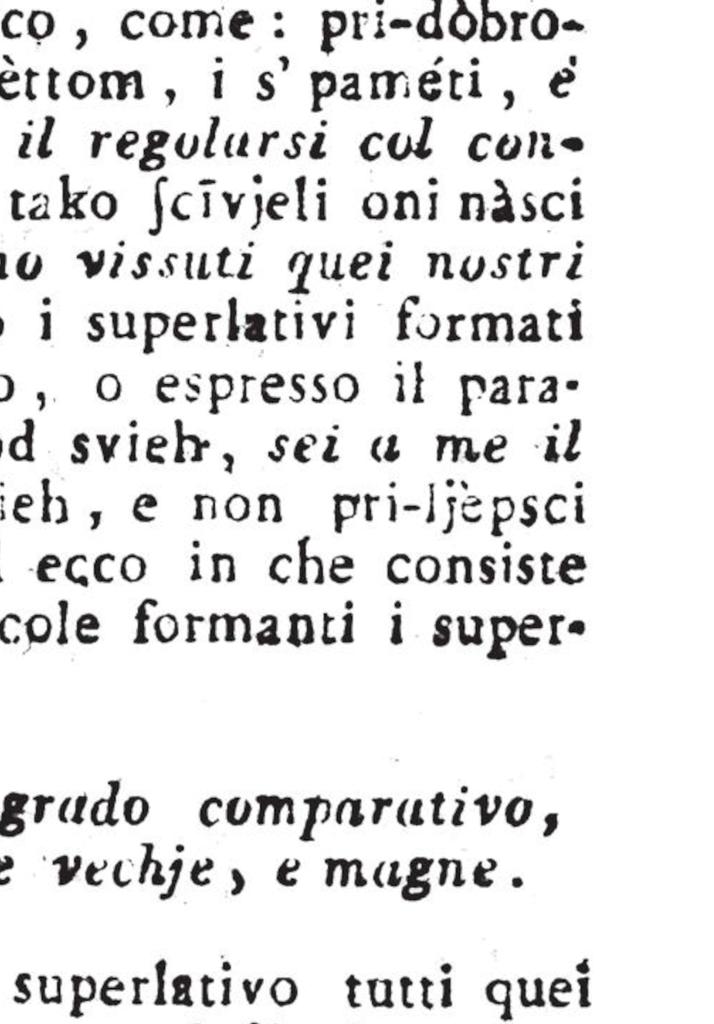 co, come: pri-dòbro-
èttom, i s' paméti, è
il regolarsi col con-
tako ſcīvjeli oni nàsci
no vissuti quei nostri
i superlativi formati
o, o espresso il para-
od svieh, sei a me il
ieh, e non pri-ljèpsci
ecco in che consiste
cole formanti i super-
grado comparativo,
e vechje, e magne.
superlativo tutti quei